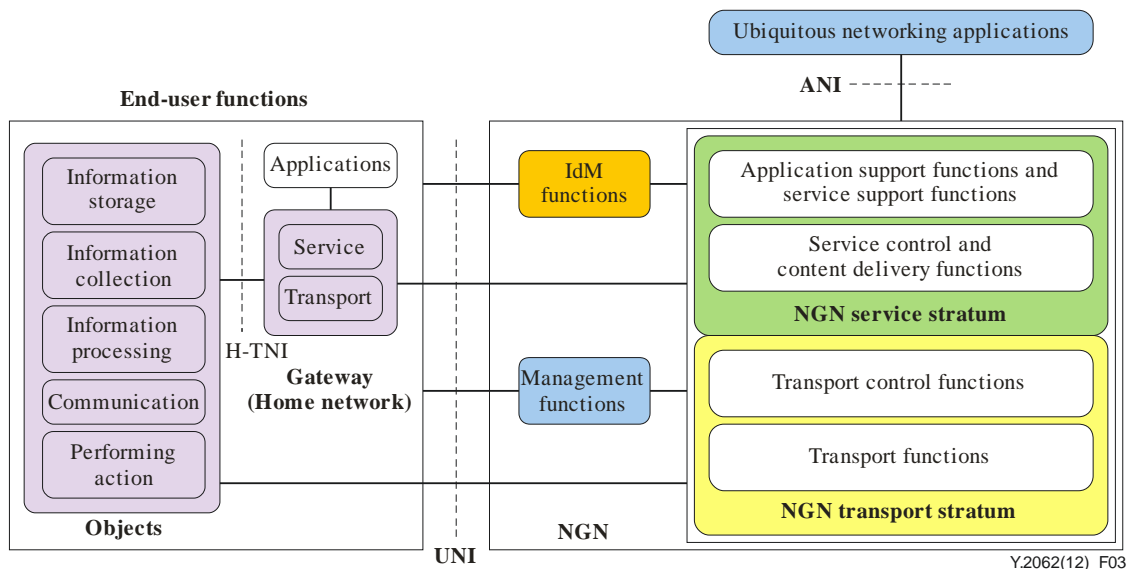 Ubiquitous networking applications
ANI
End-user functions
Information
storage
Information
collection
Information
processing
Communication
Performing
action
Objects
H-TNI
Applications
Service
Transport
Gateway
(Home network)
UNI
IdM
functions
Management
functions
NGN
Application support functions and
service support functions
Service control and
content delivery functions
NGN service stratum
Transport control functions
Transport functions
NGN transport stratum
Y.2062(12)_F03